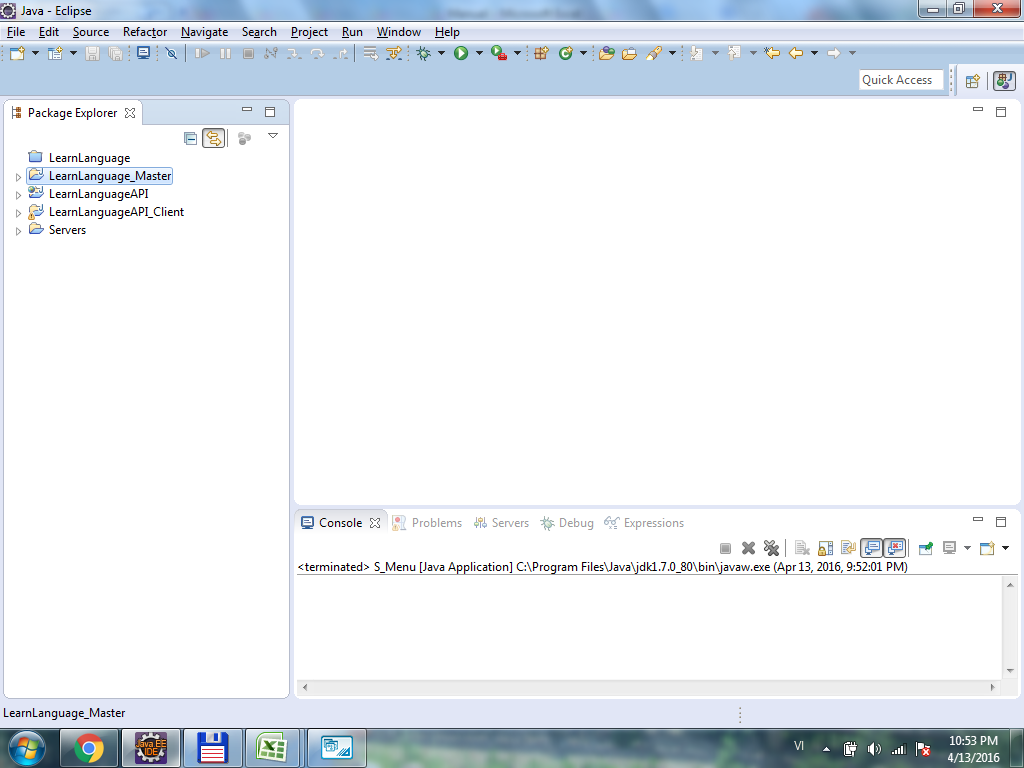 Java - Eclipse
File Edit Source Refactor Navigate Search Project Run Window Help
Quick Access
Package Explorer
LearnLanguage
LearnLanguage_Master
LearnLanguageAPI
LearnLanguageAPI_Client
Servers
Console Problems Servers Debug Expressions
<terminated> S_Menu [Java Application] C:\Program Files\Java\jdk1.7.0_80\bin\javaw.exe (Apr 13, 2016, 9:52:01 PM)
LearnLanguage_Master
Java EE
IDE
VI
10:53 PM
4/13/2016